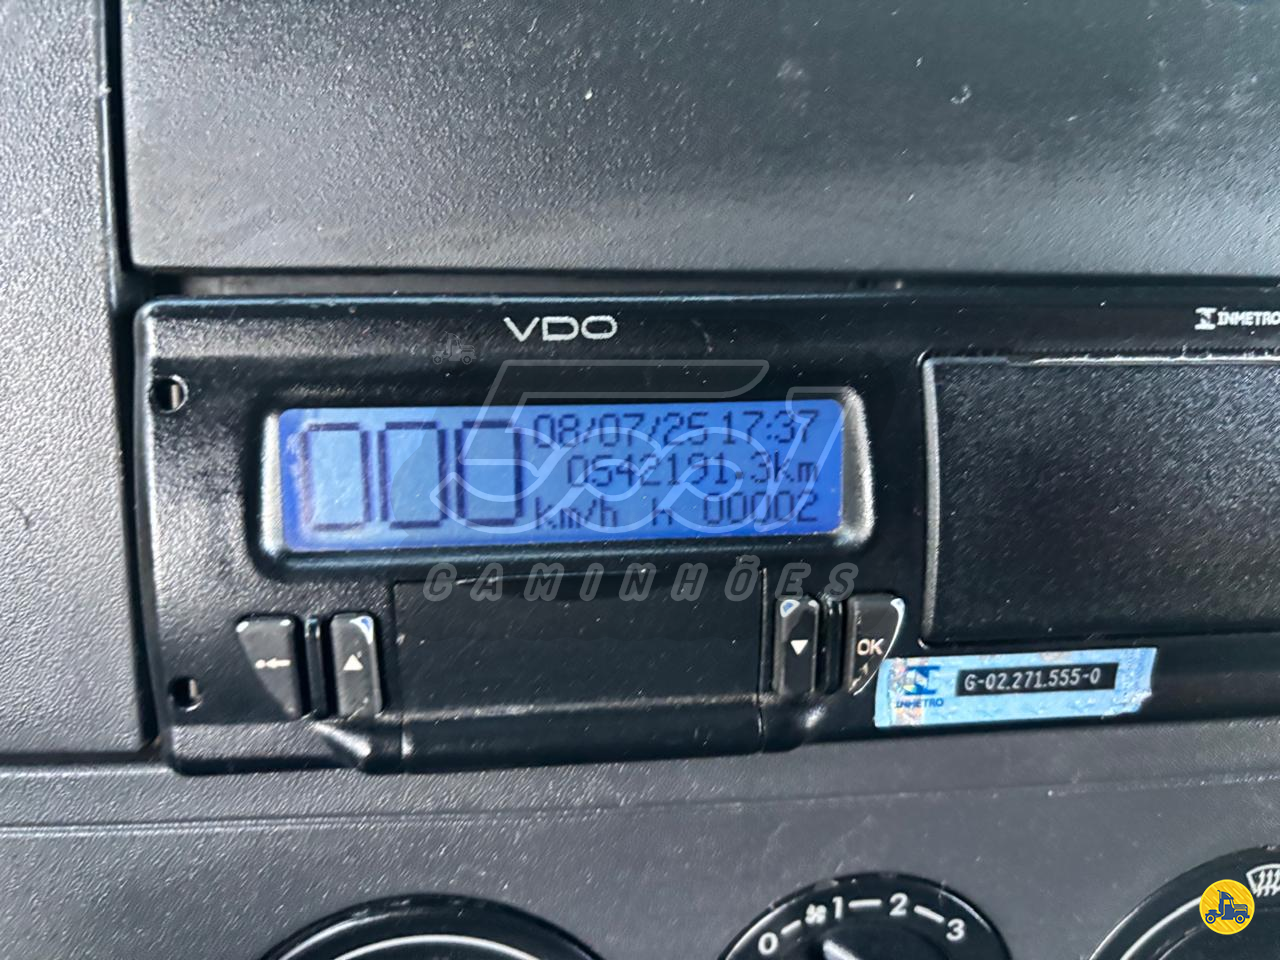 VDO
INMETRO
000
08/07/25 17:37
0542191.3km
km/h
00002
5001
CAMINHÕES
OK
INMETRO
G-02.271.555-0
0 1 2 3